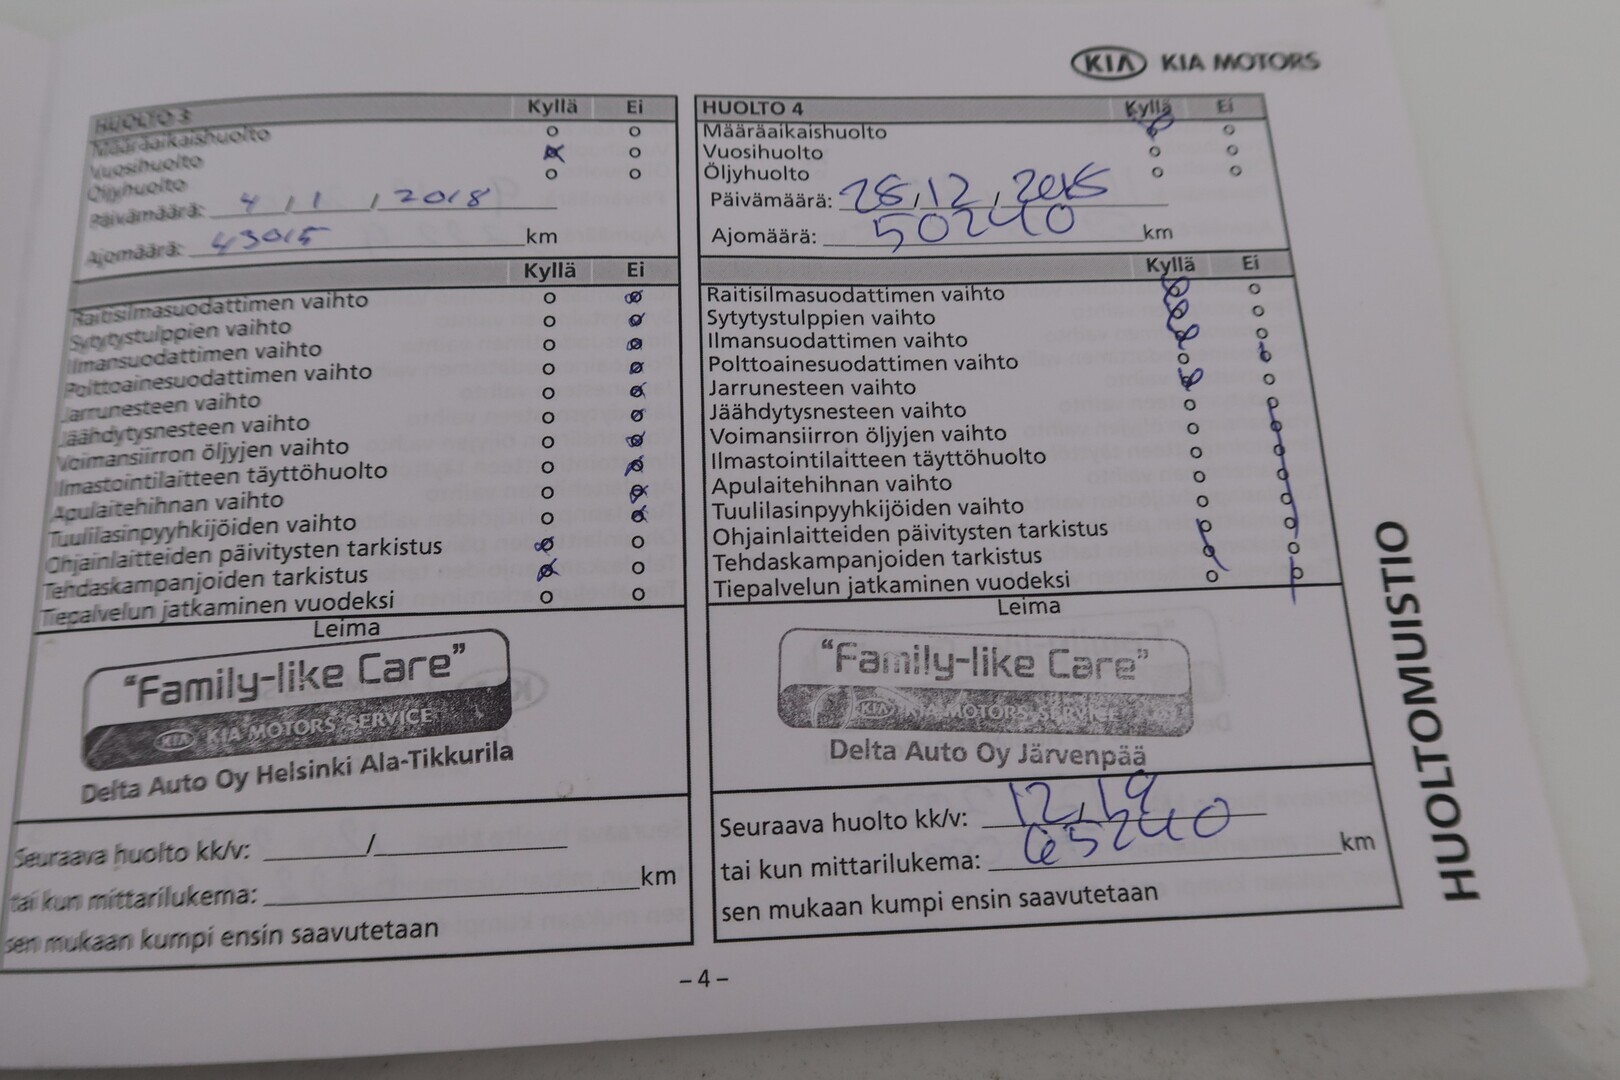 KIA KIA MOTORS
HUOLTO 3 Kyllä Ei
Määräaikaishuolto
Vuosihuolto
Öljyhuolto
Päivämäärä: 4 / 1 / 2018
Ajomäärä: 43015 km
Kyllä Ei
Raitisilmasuodattimen vaihto
Sytytystulppien vaihto
Ilmansuodattimen vaihto
Polttoainesuodattimen vaihto
Jarrunesteen vaihto
Jäähdytysnesteen vaihto
Voimansiirron öljyjen vaihto
Ilmastointilaitteen täyttöhuolto
Apulaitehihnan vaihto
Tuulilasinpyyhkijöiden vaihto
Ohjainlaitteiden päivitysten tarkistus
Tehdaskampanjoiden tarkistus
Tiepalvelun jatkaminen vuodeksi
Leima
"Family-like Care"
KIA KIA MOTORS SERVICE
Delta Auto Oy Helsinki Ala-Tikkurila
Seuraava huolto kk/v: /
tai kun mittarilukema: km
sen mukaan kumpi ensin saavutetaan
HUOLTO 4 Kyllä Ei
Määräaikaishuolto
Vuosihuolto
Öljyhuolto
Päivämäärä: 28 / 12 /
Ajomäärä: 50240 km
Kyllä Ei
Raitisilmasuodattimen vaihto
Sytytystulppien vaihto
Ilmansuodattimen vaihto
Polttoainesuodattimen vaihto
Jarrunesteen vaihto
Jäähdytysnesteen vaihto
Voimansiirron öljyjen vaihto
Ilmastointilaitteen täyttöhuolto
Apulaitehihnan vaihto
Tuulilasinpyyhkijöiden vaihto
Ohjainlaitteiden päivitysten tarkistus
Tehdaskampanjoiden tarkistus
Tiepalvelun jatkaminen vuodeksi
Leima
"Family-like Care"
KIA KIA MOTORS SERVICE
Delta Auto Oy Järvenpää
Seuraava huolto kk/v: 12 / 19
tai kun mittarilukema: 65240 km
sen mukaan kumpi ensin saavutetaan
HUOLTOMUISTIO
– 4 –